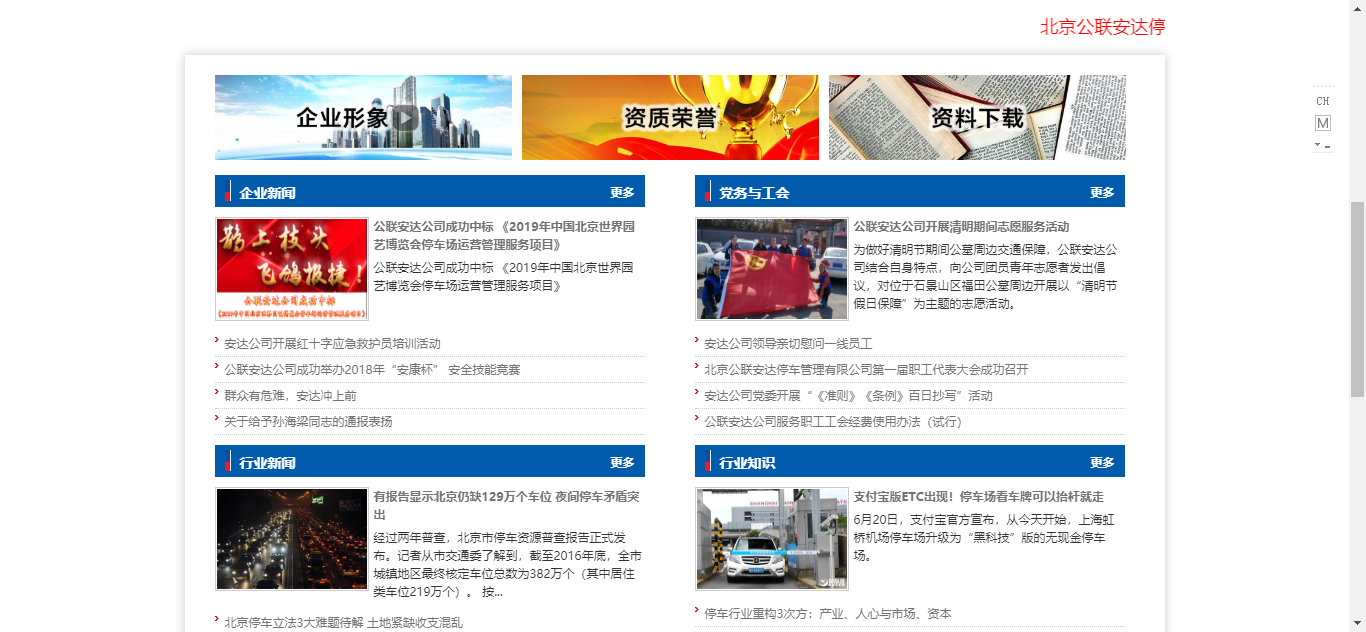 北京公联安达停
企业形象
资质荣誉
资料下载
CH
M
企业新闻
更多
鹊上枝头
飞鸽报捷！
公联安达公司成功中标
公联安达公司成功中标 《2019年中国北京世界园
艺博览会停车场运营管理服务项目》
公联安达公司成功中标 《2019年中国北京世界园
艺博览会停车场运营管理服务项目》
安达公司开展红十字应急救护员培训活动
公联安达公司成功举办2018年“安康杯” 安全技能竞赛
群众有危难，安达冲上前
关于给予孙海梁同志的通报表扬
党务与工会
更多
公联安达公司开展清明期间志愿服务活动
为做好清明节期间公墓周边交通保障，公联安达公
司结合自身特点，向公司团员青年志愿者发出倡
议，对位于石景山区福田公墓周边开展以“清明节
假日保障”为主题的志愿活动。
安达公司领导亲切慰问一线员工
北京公联安达停车管理有限公司第一届职工代表大会成功召开
安达公司党委开展“《准则》《条例》百日抄写”活动
公联安达公司服务职工工会经费使用办法（试行）
行业新闻
更多
有报告显示北京仍缺129万个车位 夜间停车矛盾突
出
经过两年普查，北京市停车资源普查报告正式发
布。记者从市交通委了解到，截至2016年底，全市
城镇地区最终核定车位总数为382万个（其中居住
类车位219万个）。 按...
北京停车立法3大难题待解 土地紧缺收支混乱
行业知识
更多
支付宝版ETC出现！停车场看车牌可以抬杆就走
6月20日，支付宝官方宣布，从今天开始，上海虹
桥机场停车场升级为“黑科技”版的无现金停车
场。
停车行业重构3次方：产业、人心与市场、资本